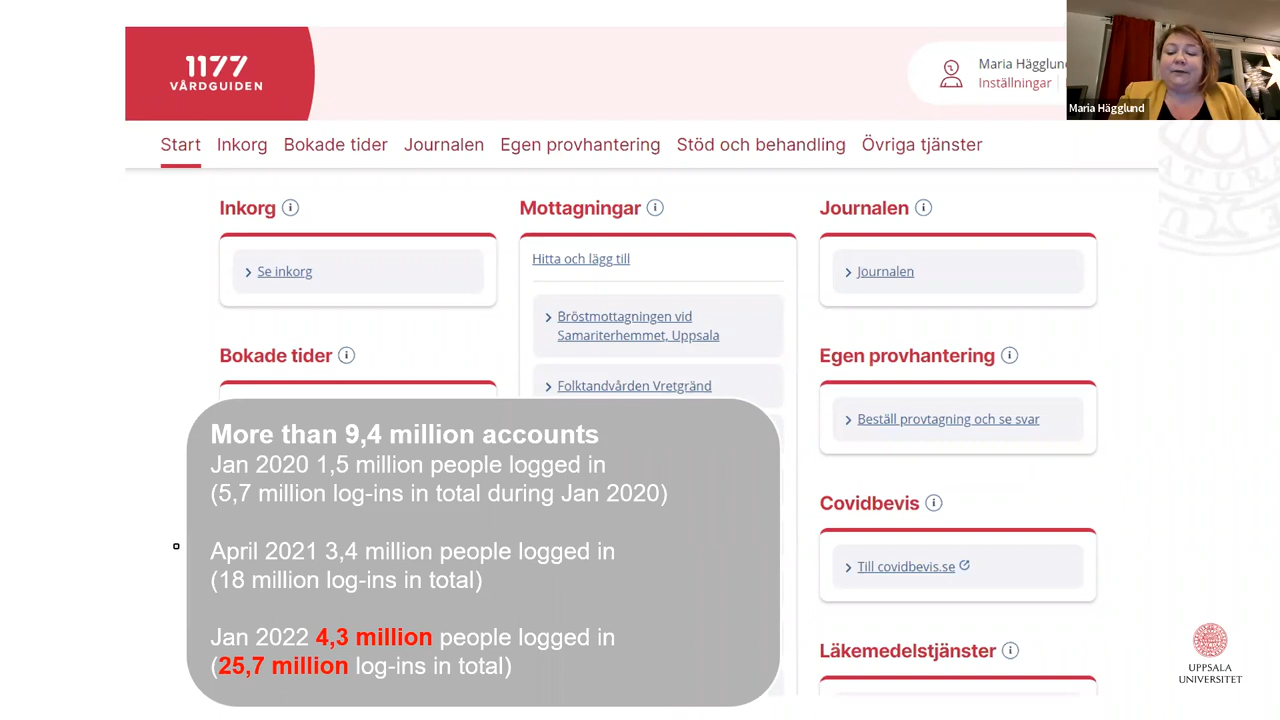 1177
VÅRDGUIDEN
Maria Hägglund
Inställningar
Maria Hägglund
Start Inkorg Bokade tider Journalen Egen provhantering Stöd och behandling Övriga tjänster
Inkorg
Se inkorg
Bokade tider
Mottagningar
Hitta och lägg till
Bröstmottagningen vid
Samariterhemmet, Uppsala
Folktandvården Vretgränd
Journalen
Journalen
Egen provhantering
Beställ provtagning och se svar
Covidbevis
Till covidbevis.se
Läkemedelstjänster
More than 9,4 million accounts
Jan 2020 1,5 million people logged in
(5,7 million log-ins in total during Jan 2020)
April 2021 3,4 million people logged in
(18 million log-ins in total)
Jan 2022 4,3 million people logged in
(25,7 million log-ins in total)
UPPSALA
UNIVERSITET